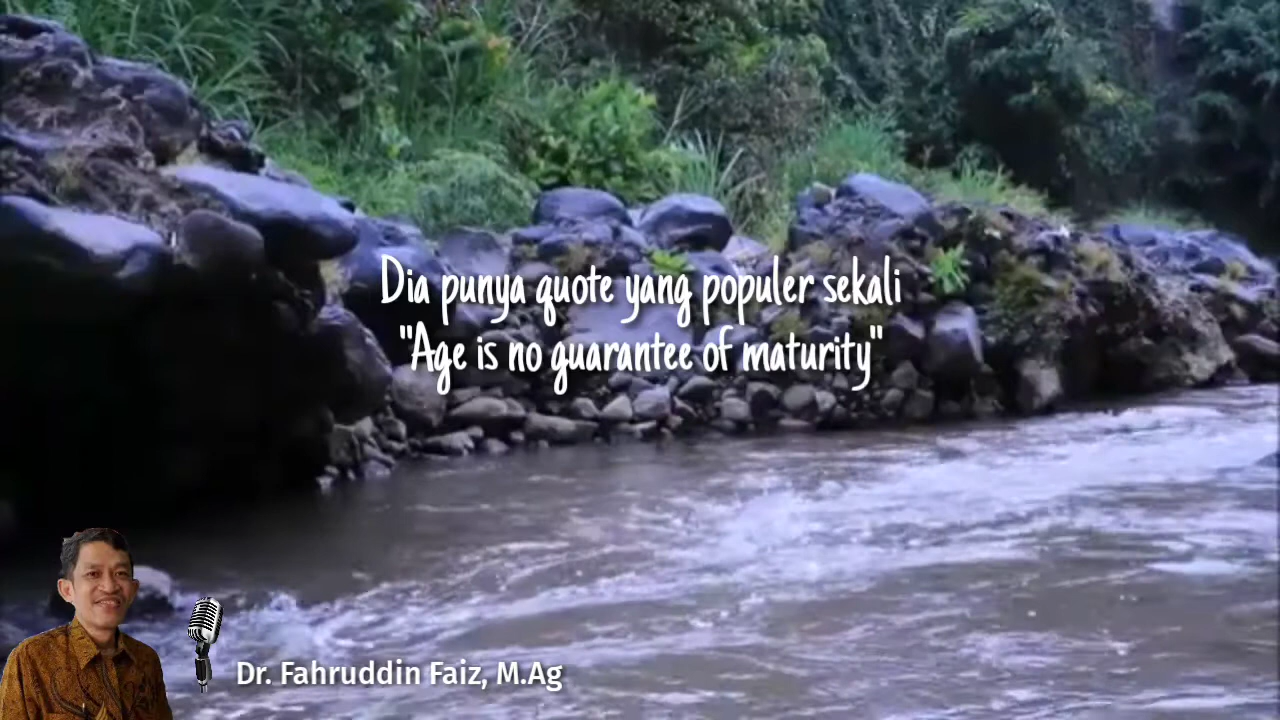 Dia punya quote yang populer sekali
"Age is no guarantee of maturity"
Dr. Fahruddin Faiz, M.Ag